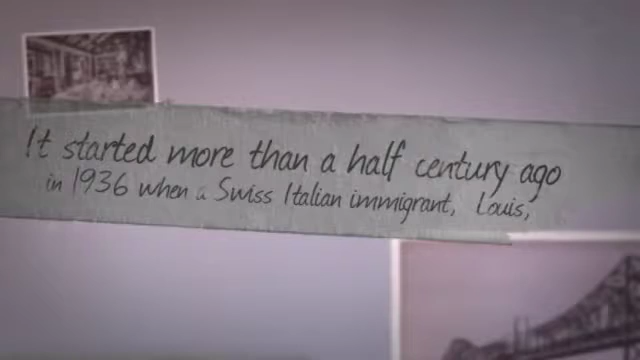 It started more than a half century ago
in 1936 when a Swiss Italian immigrant, Louis,